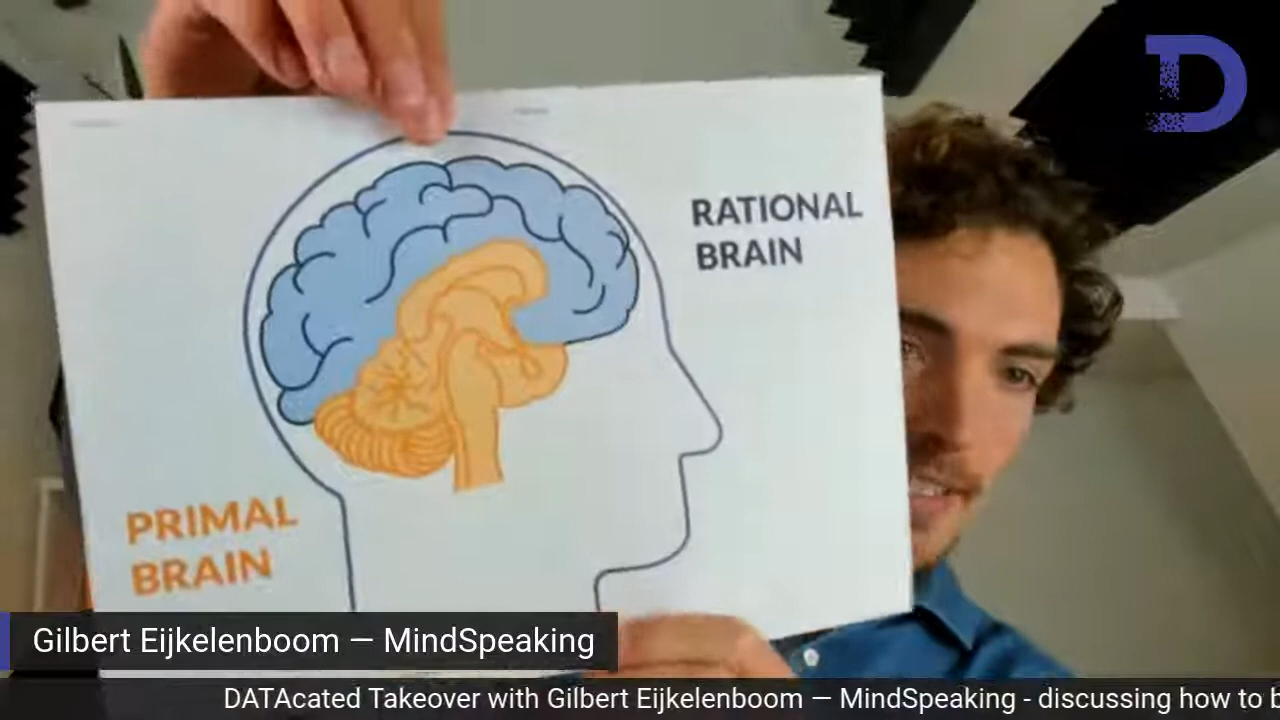 RATIONAL
BRAIN
PRIMAL
BRAIN
Gilbert Eijkelenboom — MindSpeaking
DATAcated Takeover with Gilbert Eijkelenboom — MindSpeaking - discussing how to b